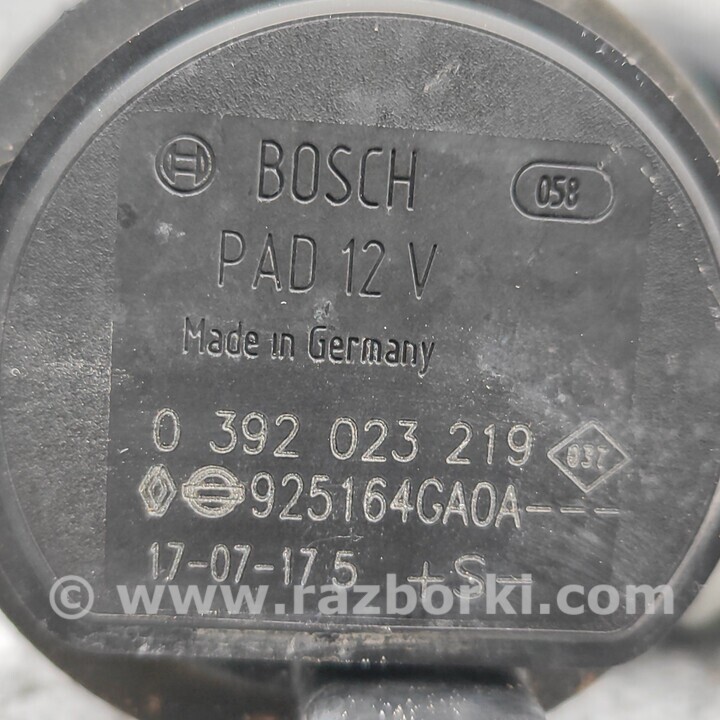 BOSCH 058
PAD 12 V
Made in Germany
0 392 023 219
925164GA0A---
17-07-17 5 +S-
© www.razborki.com